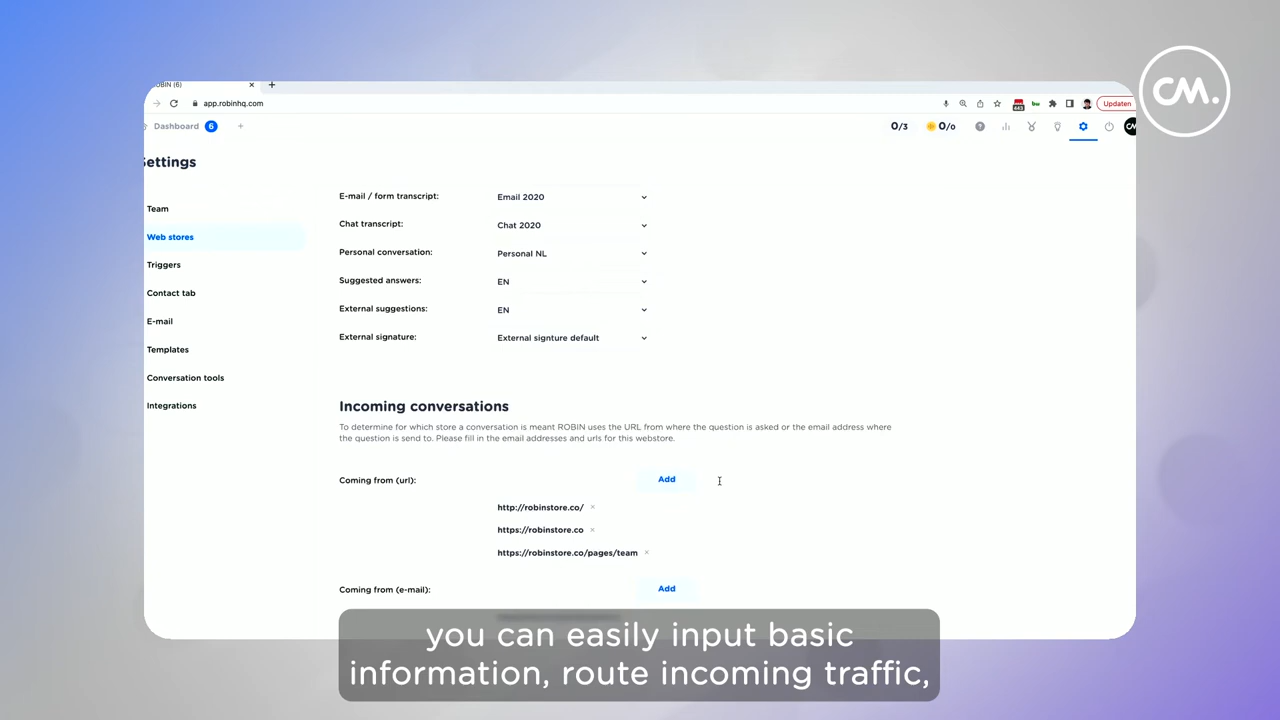 CM.
OBIN (6)
app.robinhq.com
Updaten
443
Dashboard 6
0/3
0/0
CM
Settings
Team
Web stores
Triggers
Contact tab
E-mail
Templates
Conversation tools
Integrations
E-mail / form transcript: Email 2020
Chat transcript: Chat 2020
Personal conversation: Personal NL
Suggested answers: EN
External suggestions: EN
External signature: External signture default
Incoming conversations
To determine for which store a conversation is meant ROBIN uses the URL from where the question is asked or the email address where
the question is send to. Please fill in the email addresses and urls for this webstore.
Coming from (url): Add
http://robinstore.co/
https://robinstore.co
https://robinstore.co/pages/team
Coming from (e-mail): Add
you can easily input basic
information, route incoming traffic,